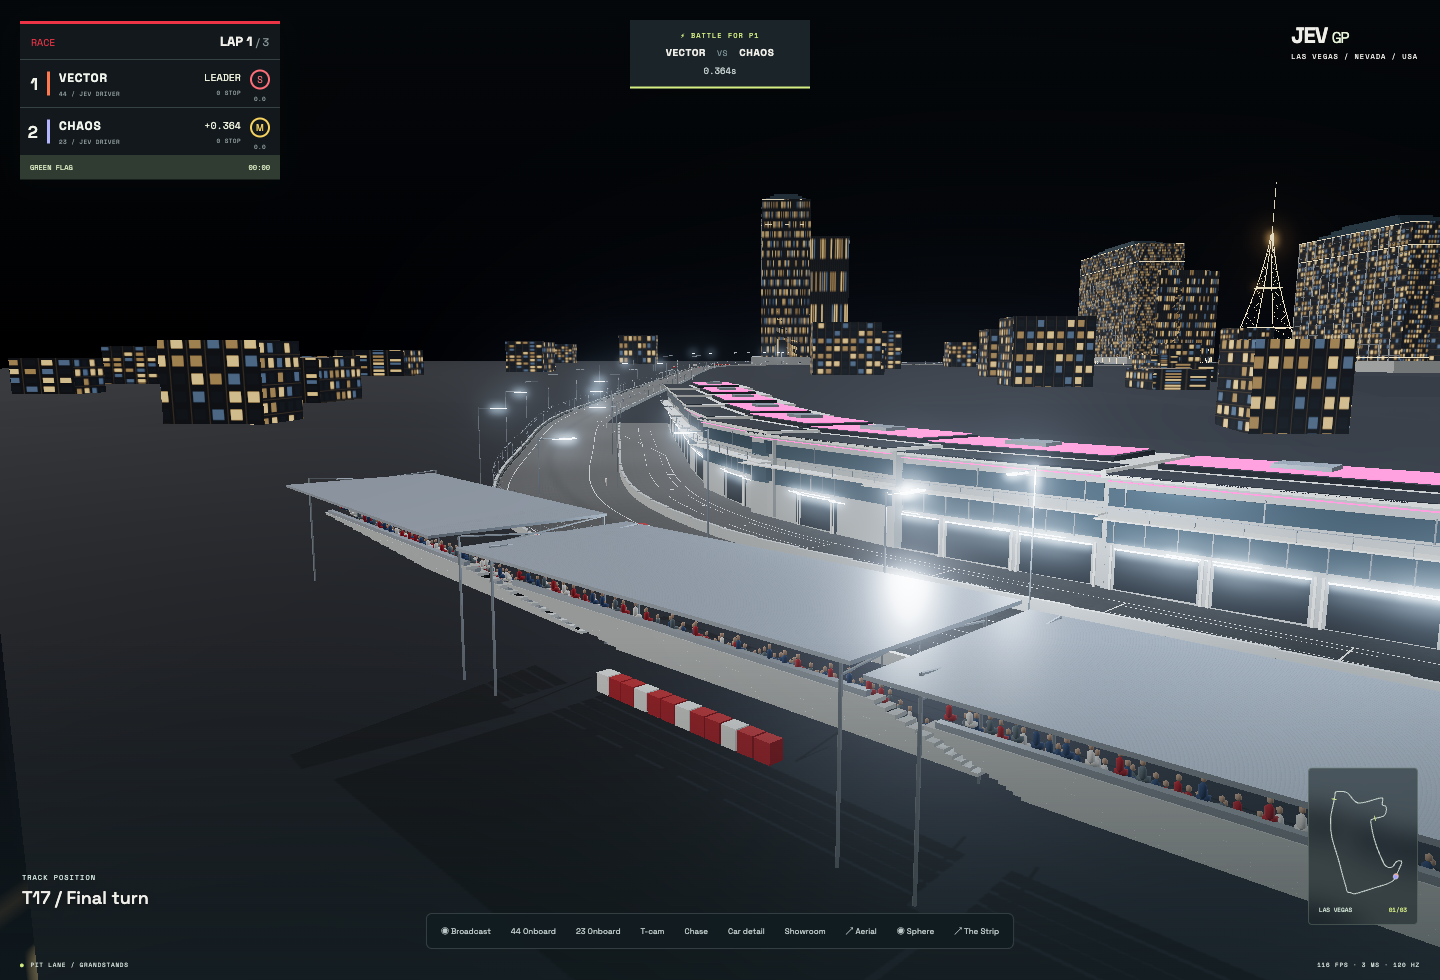 RACE LAP 1 / 3
1 VECTOR LEADER S
44 / JEV DRIVER 0 STOP 0.0
2 CHAOS +0.364 M
23 / JEV DRIVER 0 STOP 0.0
GREEN FLAG 00:00
⚡ BATTLE FOR P1
VECTOR VS CHAOS
0.364s
JEV GP
LAS VEGAS / NEVADA / USA
TRACK POSITION
T17 / Final turn
PIT LANE / GRANDSTANDS
◉ Broadcast 44 Onboard 23 Onboard T-cam Chase Car detail Showroom ↗ Aerial ◉ Sphere ↗ The Strip
LAS VEGAS 01/03
116 FPS · 3 MS · 120 HZ